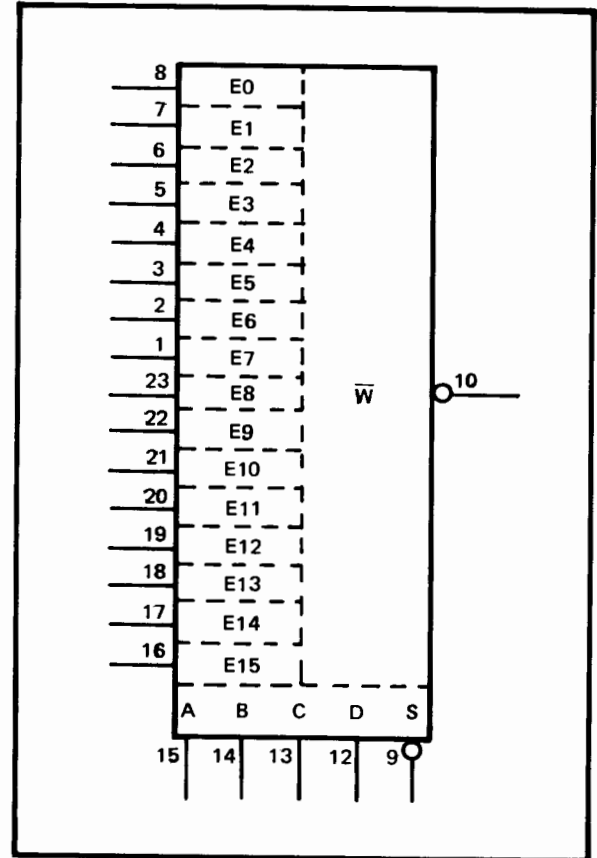 8 E0
7 E1
6 E2
5 E3
4 E4
3 E5
2 E6
1 E7
23 E8 W̅ 10
22 E9
21 E10
20 E11
19 E12
18 E13
17 E14
16 E15
A B C D S
15 14 13 12 9